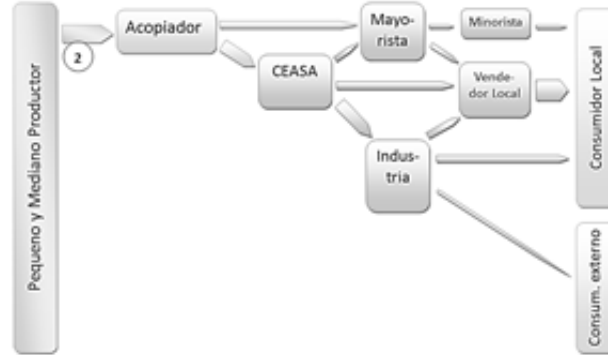 Pequeno y Mediano Productor
2
Acopiador
CEASA
Mayo-
rista
Minorista
Vende-
dor Local
Indus-
tria
Consumidor Local
Consum. externo